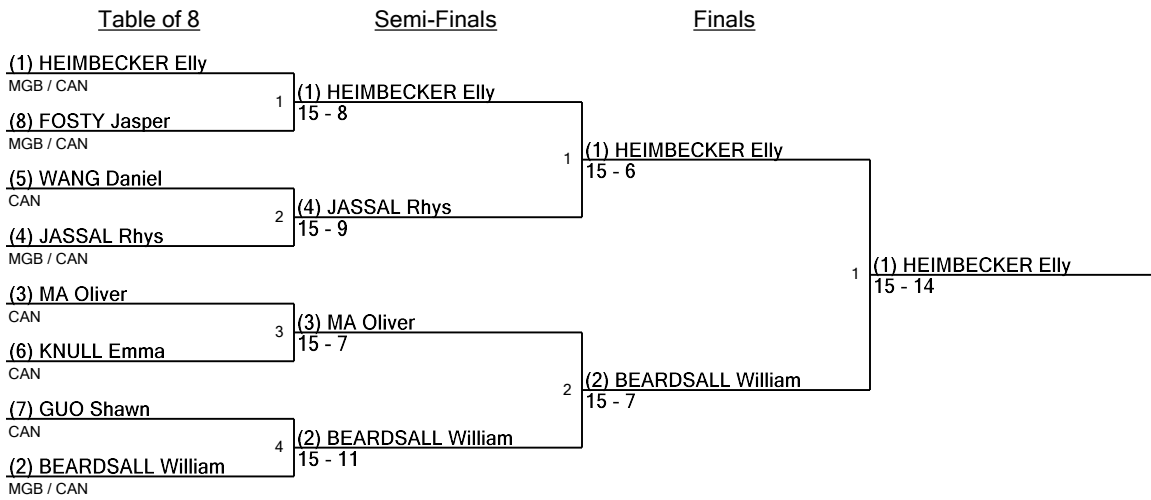 Table of 8
Semi-Finals
Finals
(1) HEIMBECKER Elly
MGB / CAN
1
(1) HEIMBECKER Elly
15 - 8
(8) FOSTY Jasper
MGB / CAN
1
(1) HEIMBECKER Elly
15 - 6
(5) WANG Daniel
CAN
2
(4) JASSAL Rhys
15 - 9
(4) JASSAL Rhys
MGB / CAN
1
(1) HEIMBECKER Elly
15 - 14
(3) MA Oliver
CAN
3
(3) MA Oliver
15 - 7
(6) KNULL Emma
CAN
2
(2) BEARDSALL William
15 - 7
(7) GUO Shawn
CAN
4
(2) BEARDSALL William
15 - 11
(2) BEARDSALL William
MGB / CAN